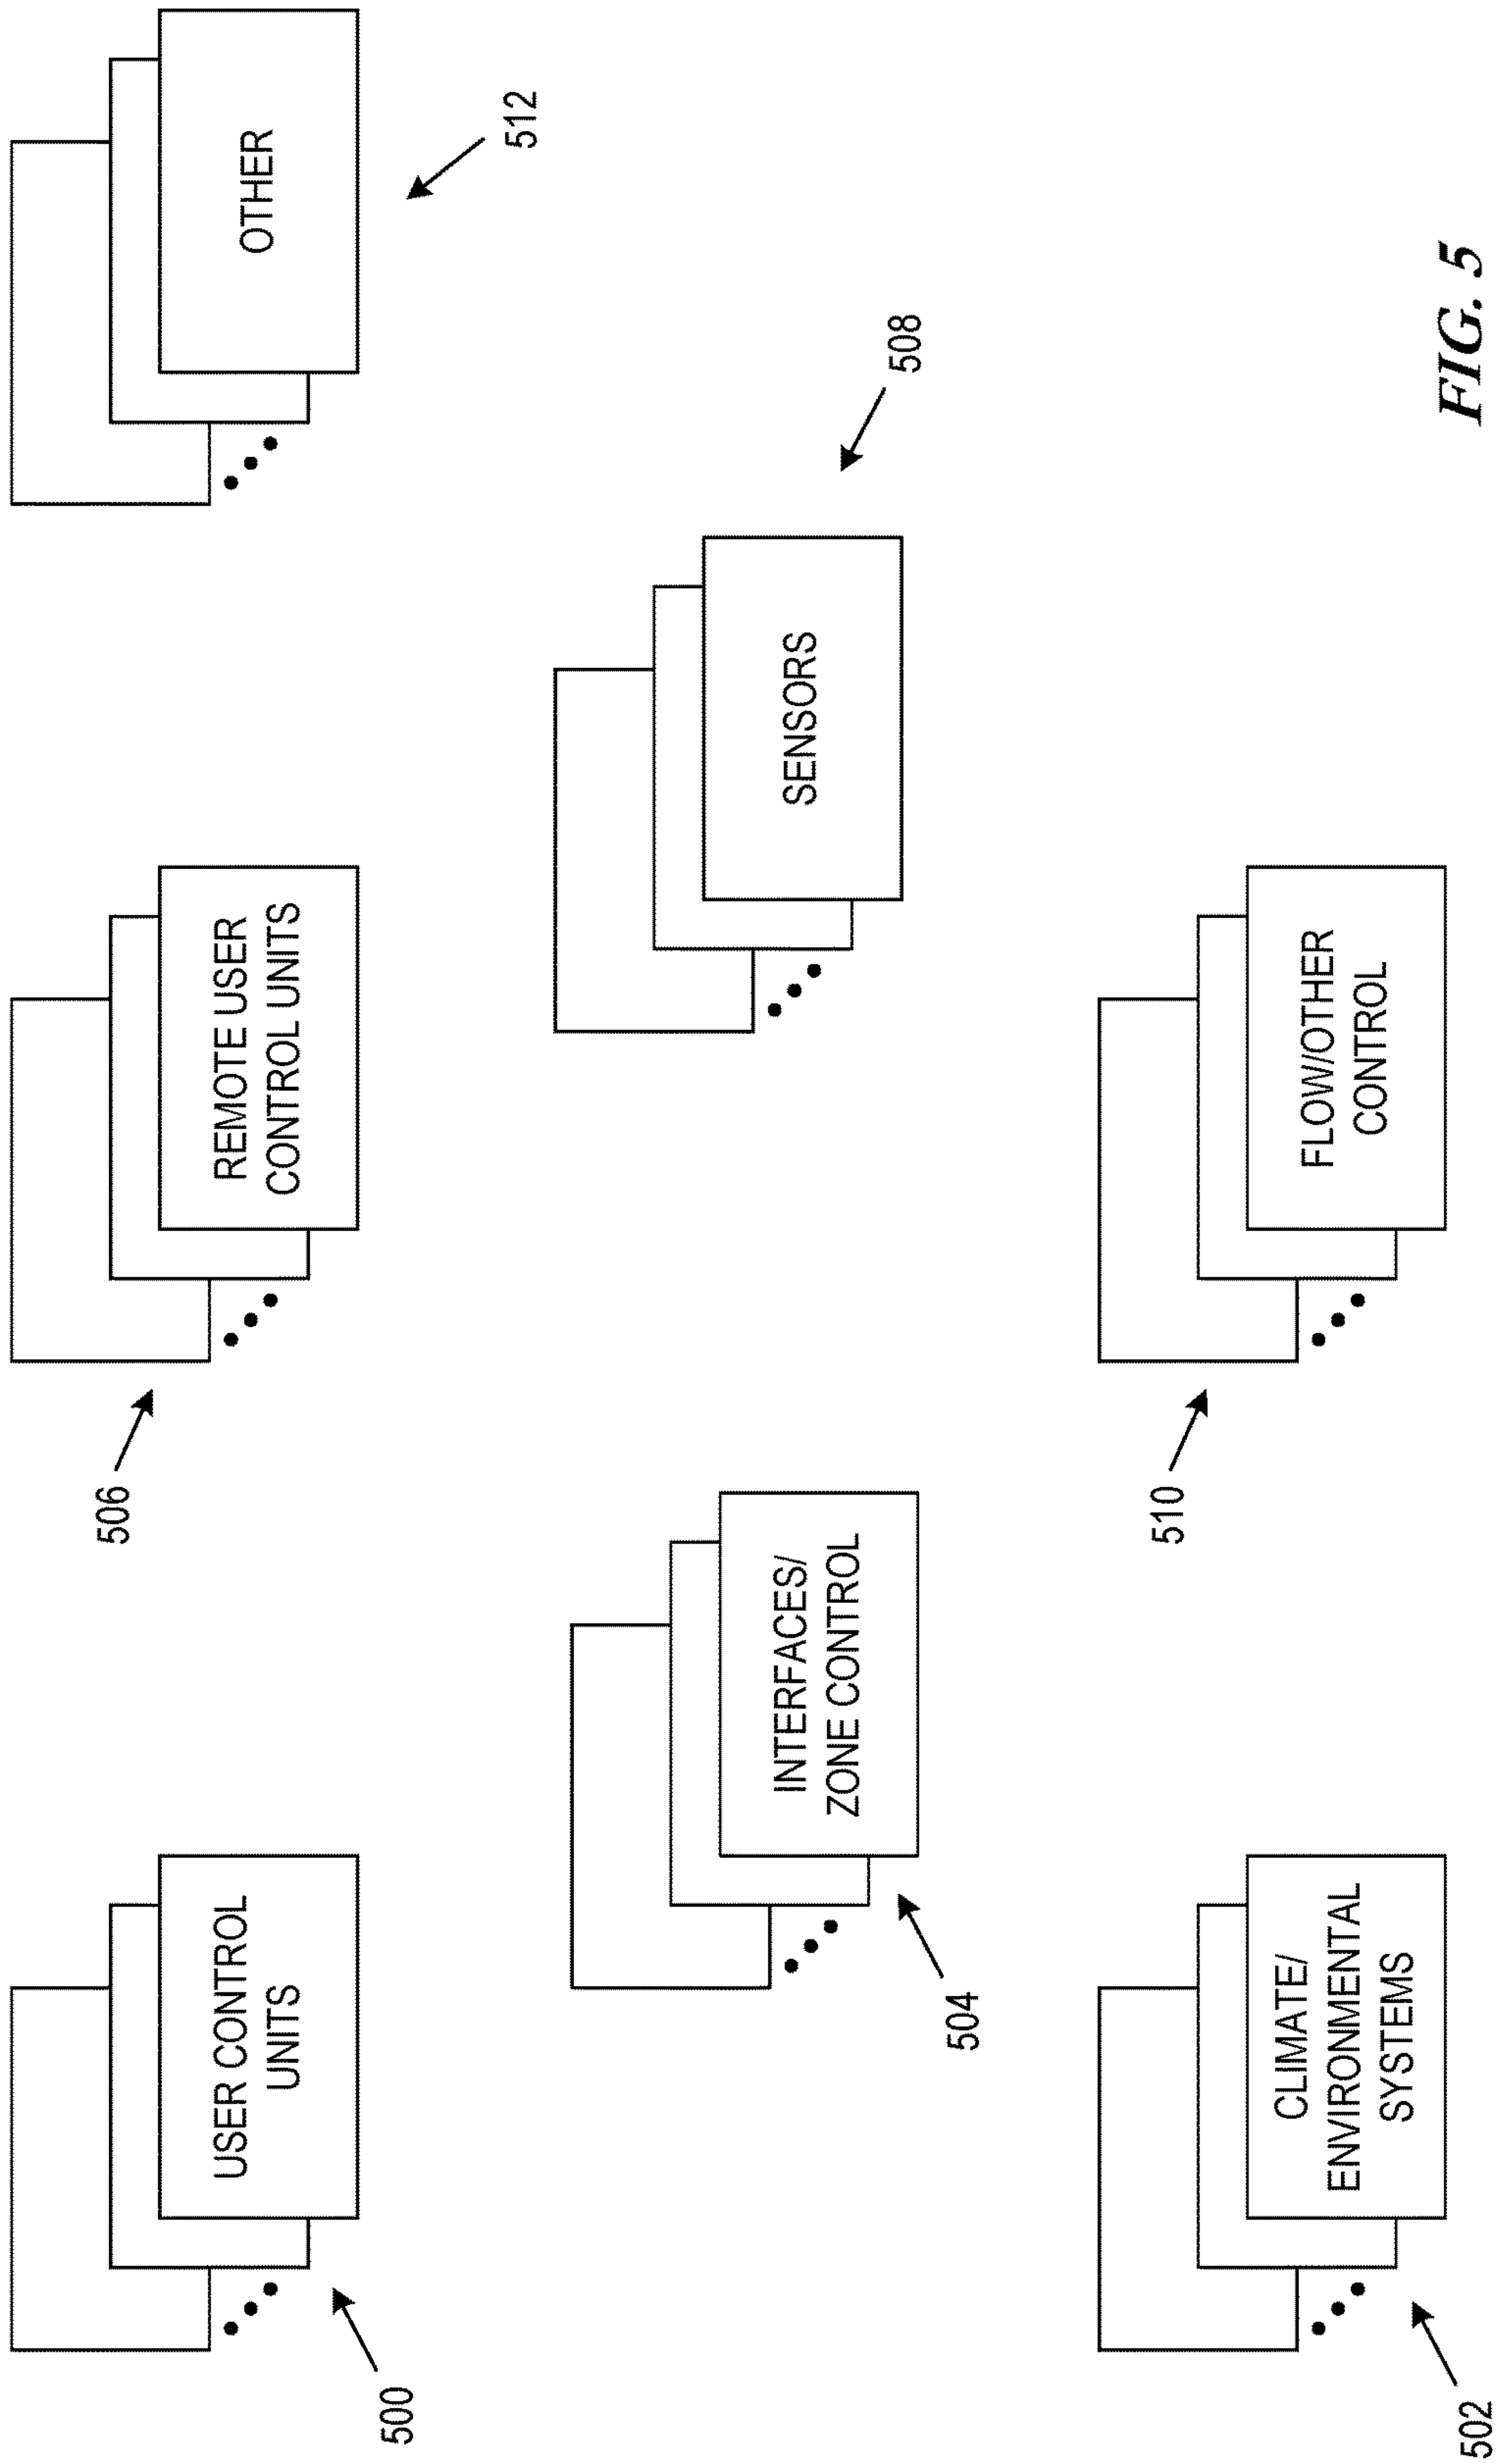 USER CONTROL
UNITS
500
506
REMOTE USER
CONTROL UNITS
OTHER
512
INTERFACES/
ZONE CONTROL
504
SENSORS
508
CLIMATE/
ENVIRONMENTAL
SYSTEMS
502
510
FLOW/OTHER
CONTROL
FIG. 5